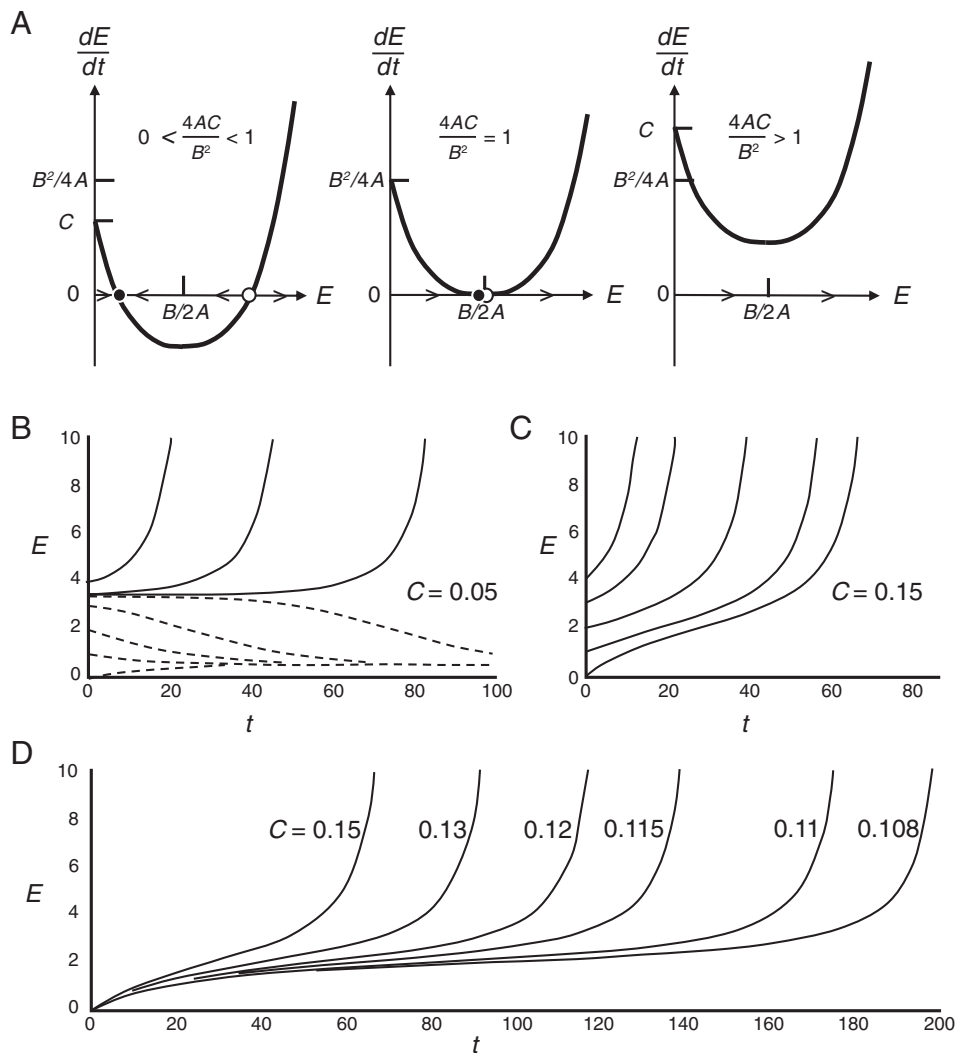 A
dE/dt dE/dt dE/dt
0 < 4AC/B² < 1
4AC/B² = 1
4AC/B² > 1
B²/4A
C
0
B/2A
E
B²/4A
0
B/2A
E
C
B²/4A
0
B/2A
E
B
10
8
6
4
2
0
E
C = 0.05
0 20 40 60 80 100
t
C
10
8
6
4
2
0
E
C = 0.15
0 20 40 60 80
t
D
10
8
6
4
2
0
E
C = 0.15 0.13 0.12 0.115 0.11 0.108
0 20 40 60 80 100 120 140 160 180 200
t